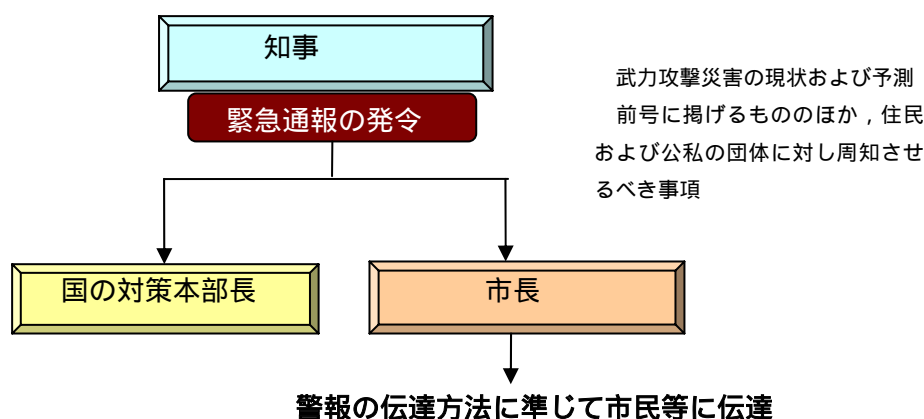 知事
緊急通報の発令
武力攻撃災害の現状および予測
前号に掲げるもののほか，住民
および公私の団体に対し周知させ
るべき事項
国の対策本部長
市長
警報の伝達方法に準じて市民等に伝達